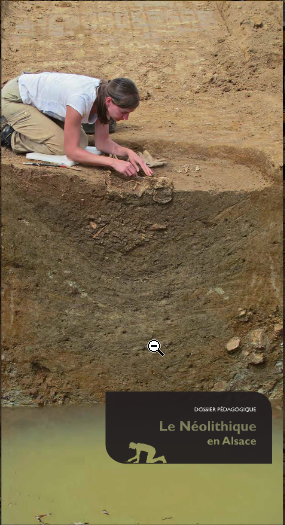 DOSSIER PÉDAGOGIQUE
Le Néolithique
en Alsace